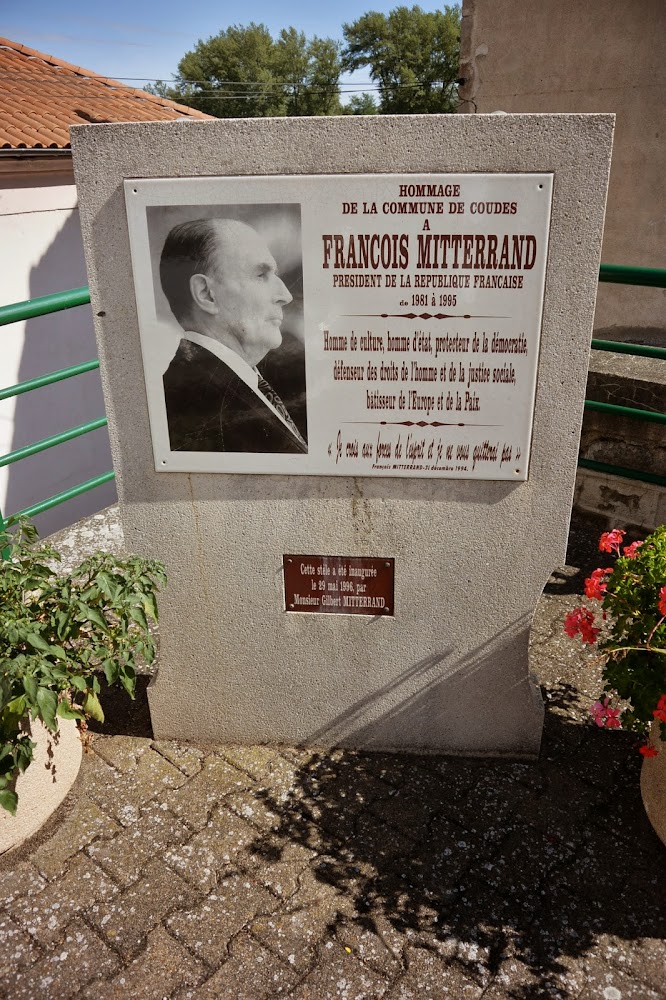 HOMMAGE
DE LA COMMUNE DE COUDES
A
FRANCOIS MITTERRAND
PRESIDENT DE LA REPUBLIQUE FRANÇAISE
de 1981 à 1995
Homme de culture, homme d'état, protecteur de la démocratie,
défenseur des droits de l'homme et de la justice sociale,
bâtisseur de l'Europe et de la Paix.
« Je crois aux forces de l'esprit et je ne vous quitterai pas »
François MITTERRAND-31 décembre 1994.
Cette stèle a été inaugurée
le 29 mai 1996, par
Monsieur Gilbert MITTERRAND